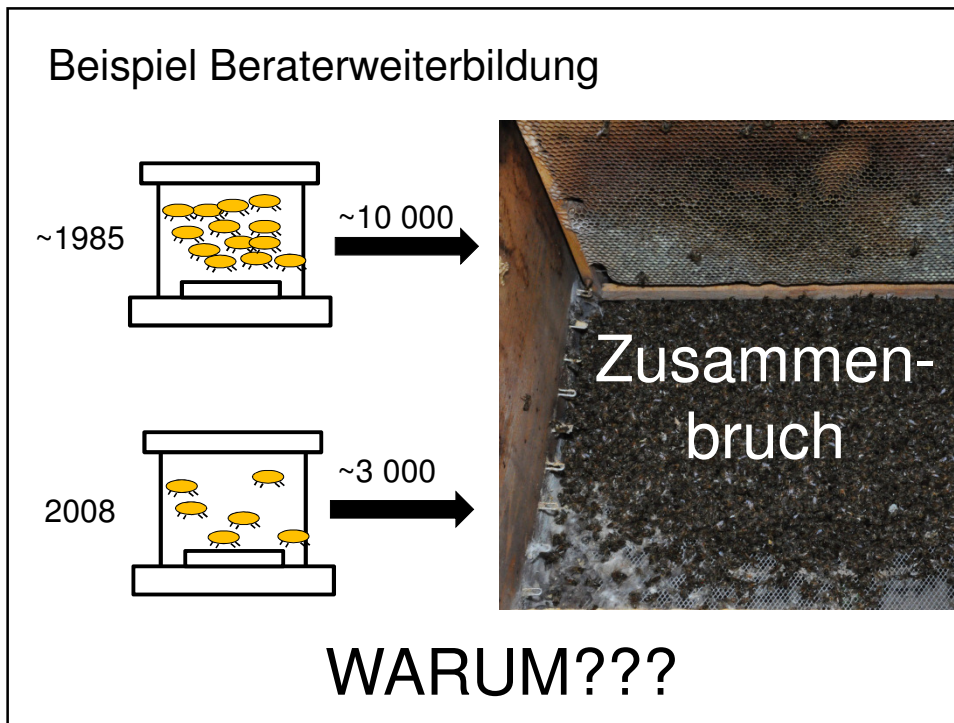 Beispiel Beraterweiterbildung
~1985
~10 000
2008
~3 000
Zusammen-
bruch
WARUM???